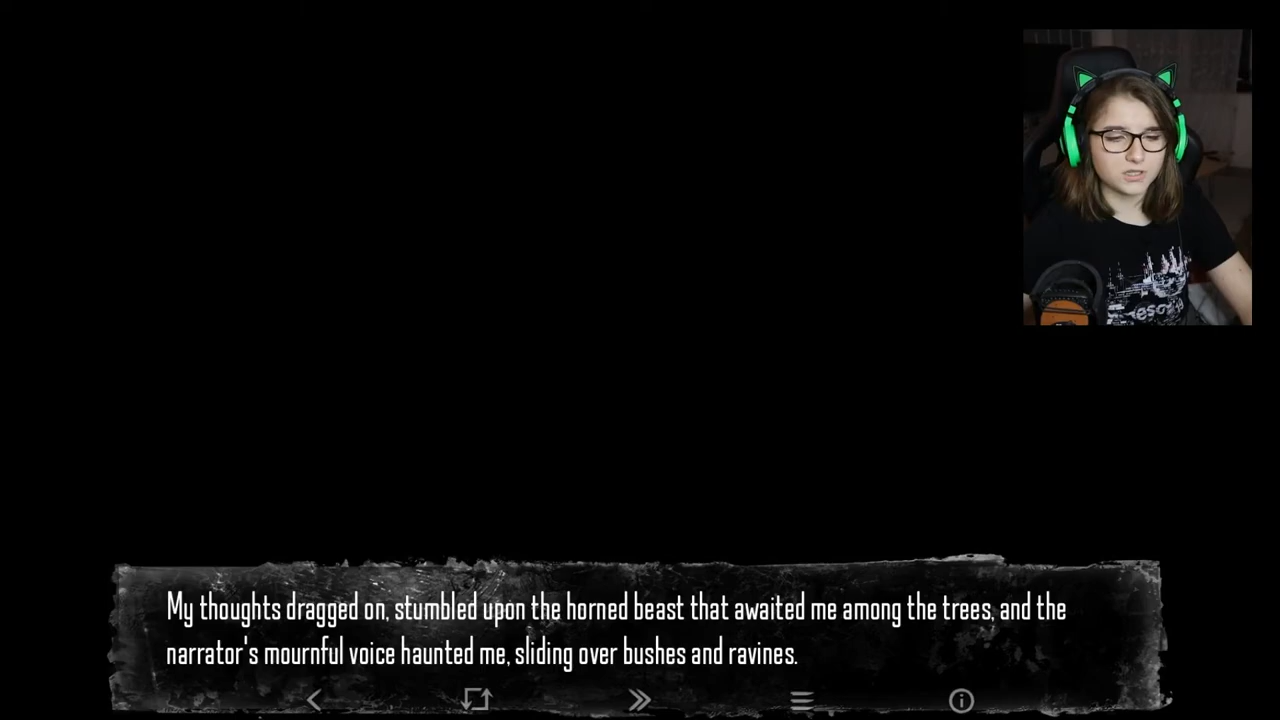 My thoughts dragged on, stumbled upon the horned beast that awaited me among the trees, and the
narrator's mournful voice haunted me, sliding over bushes and ravines.